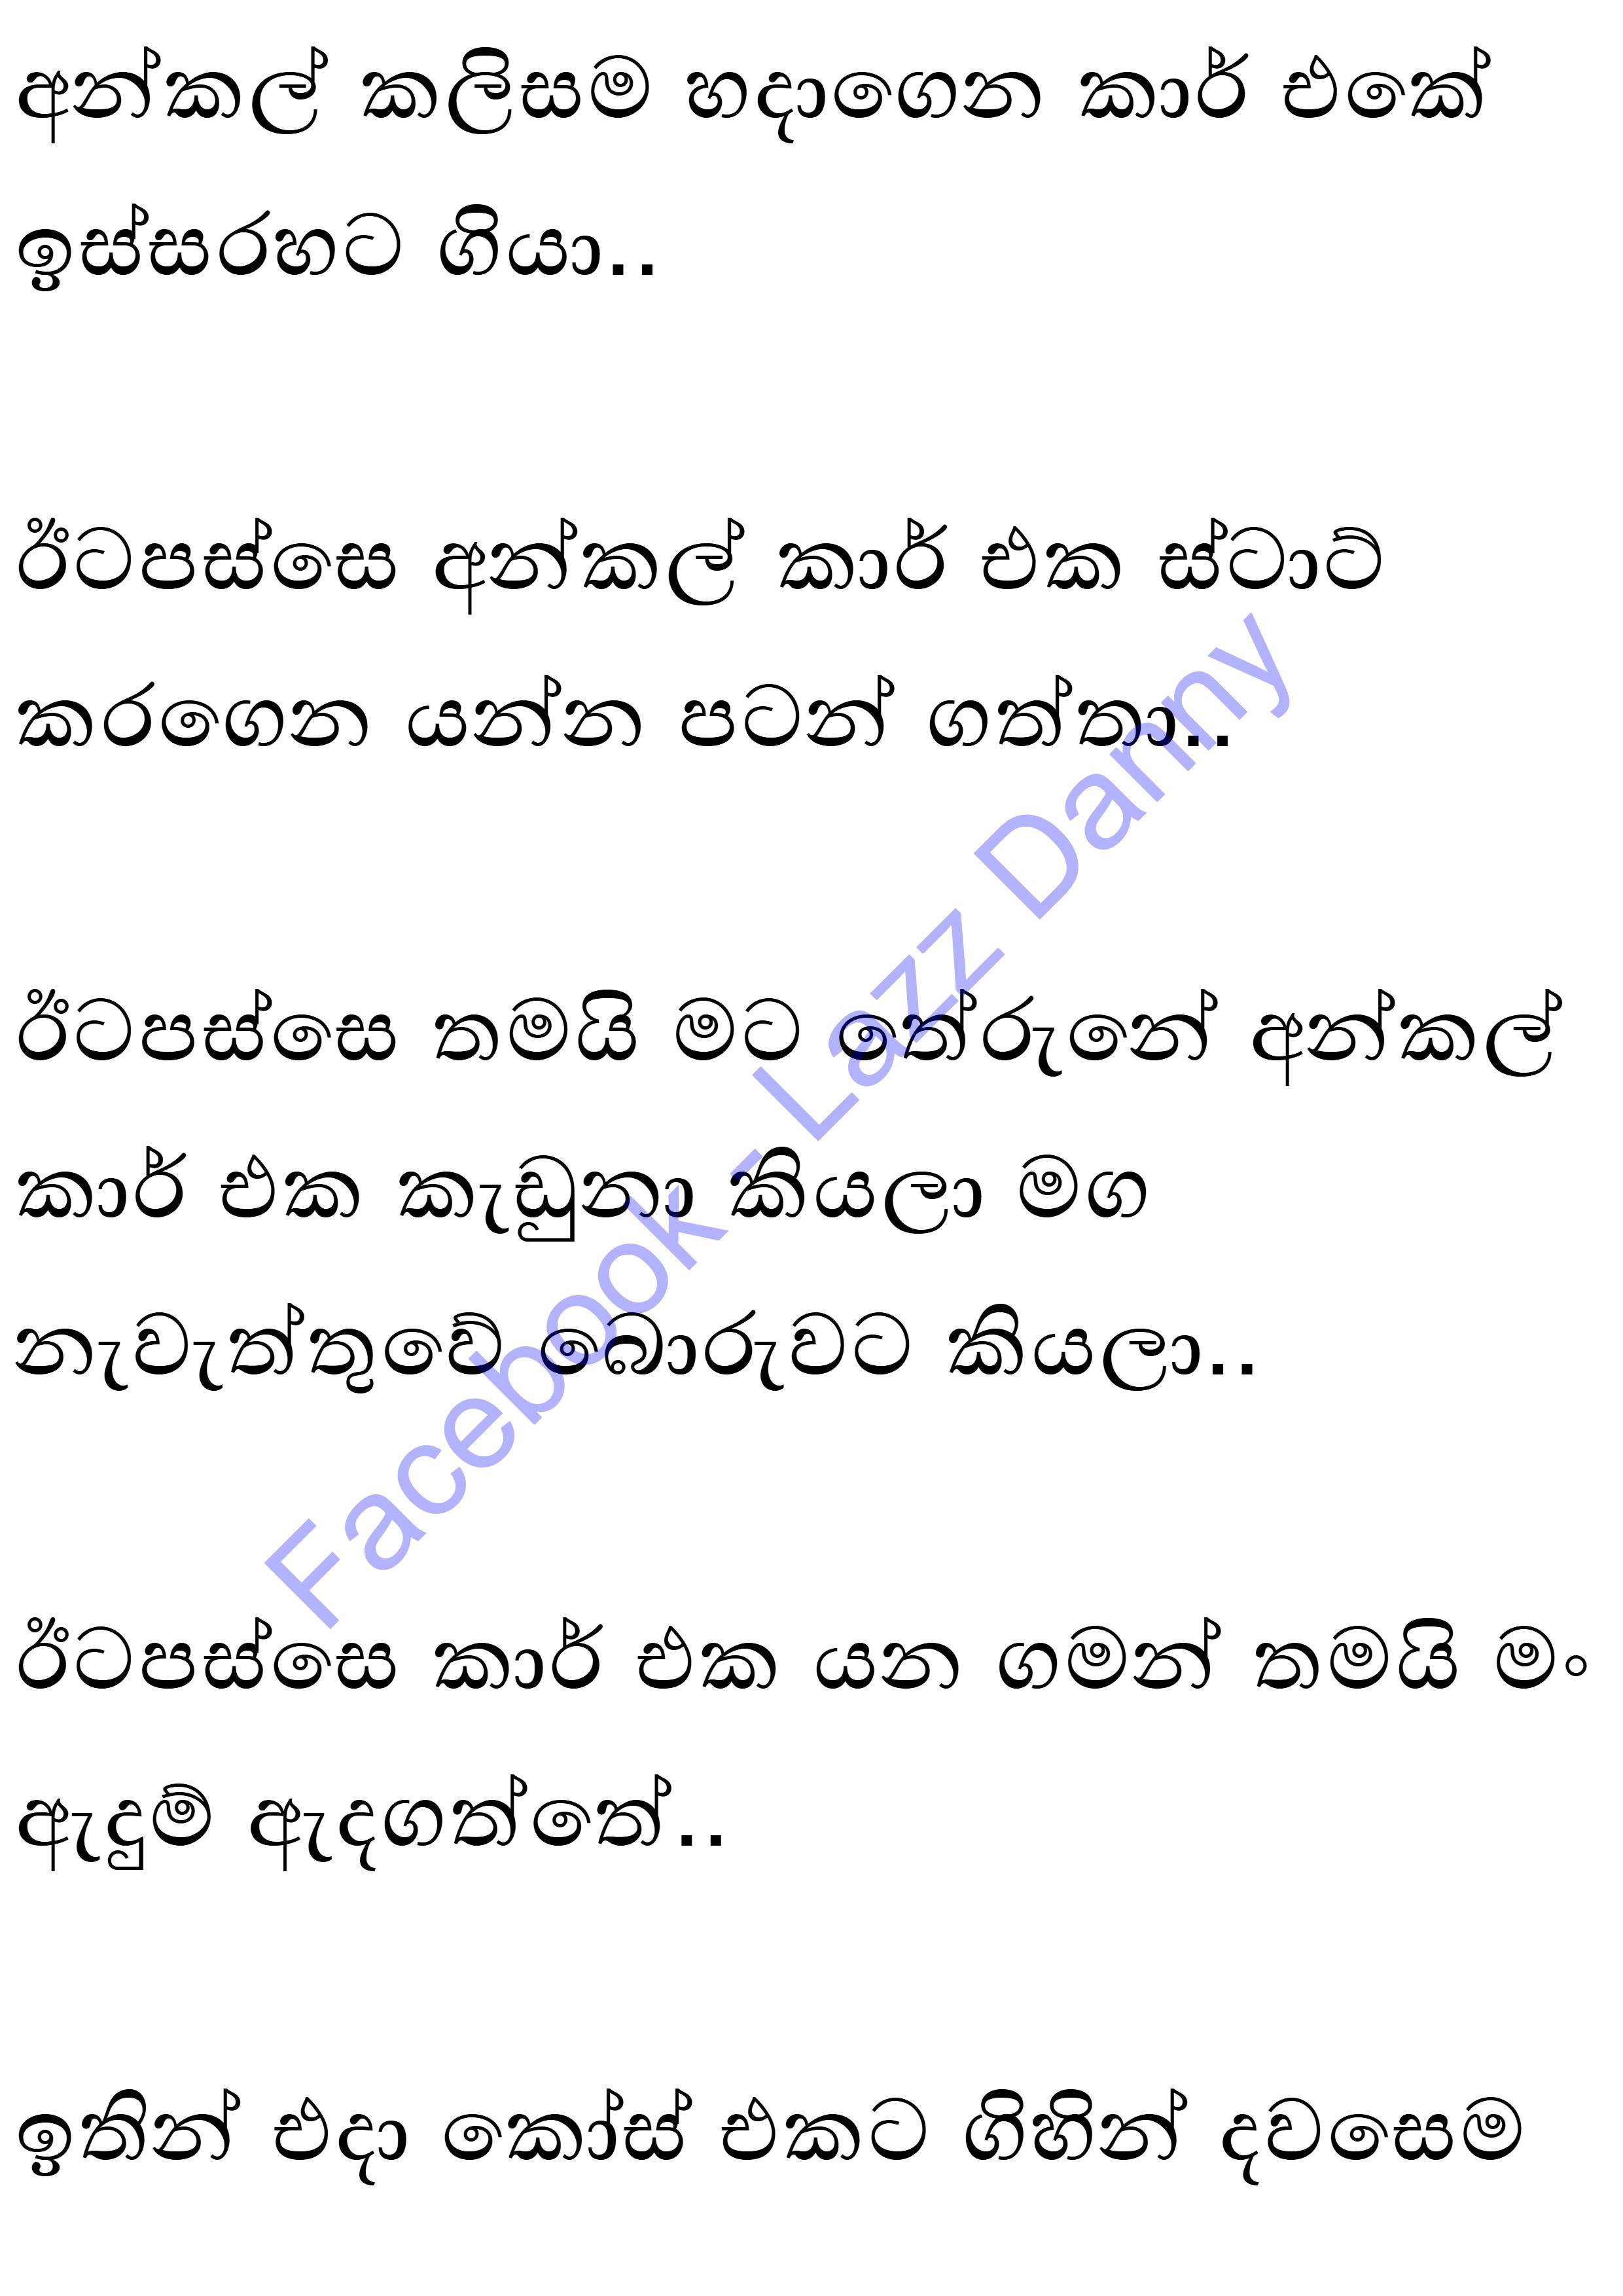 අන්කල් කලිසම හදාගෙන කාර් එකේ
ඉස්සරහට ගියා..
ඊටපස්සෙ අන්කල් කාර් එක ස්ටාට්
කරගෙන යන්න පටන් ගත්තා..
ඊටපස්සෙ තමයි මට තේරුනේ අන්කල්
කාර් එක කැඩුනා කියලා මග
නැවැත්තුවේ බොරුවට කියලා..
ඊටපස්සෙ කාර් එක යන ගමන් තමයි මං
ඇදුම් ඇදගත්තේ..
ඉතින් එදා කෝස් එකට ගිහින් දවසෙම
Facebook - Lazz Danny